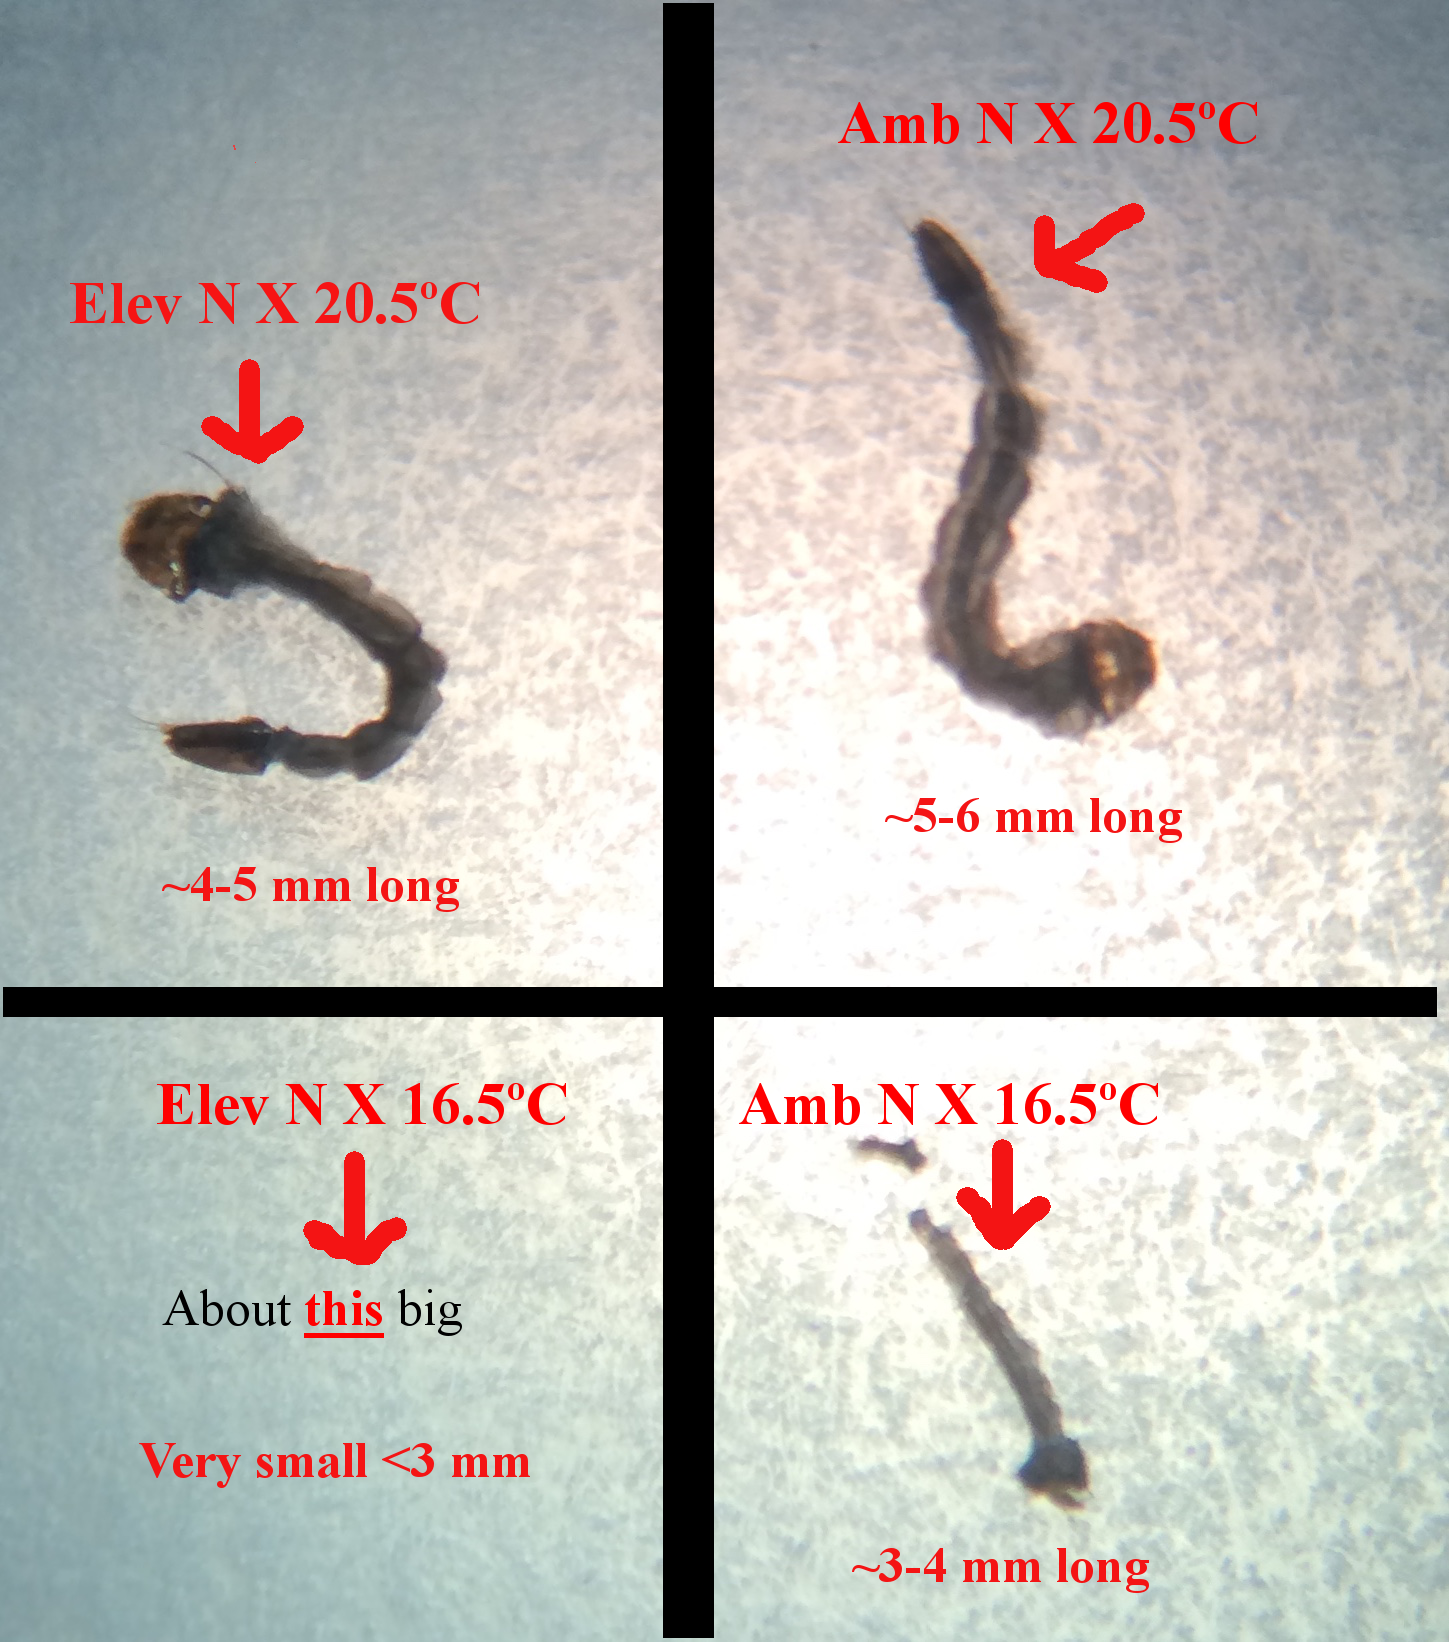 Elev N X 20.5ºC
~4-5 mm long
Amb N X 20.5ºC
~5-6 mm long
Elev N X 16.5ºC
About this big
Very small <3 mm
Amb N X 16.5ºC
~3-4 mm long